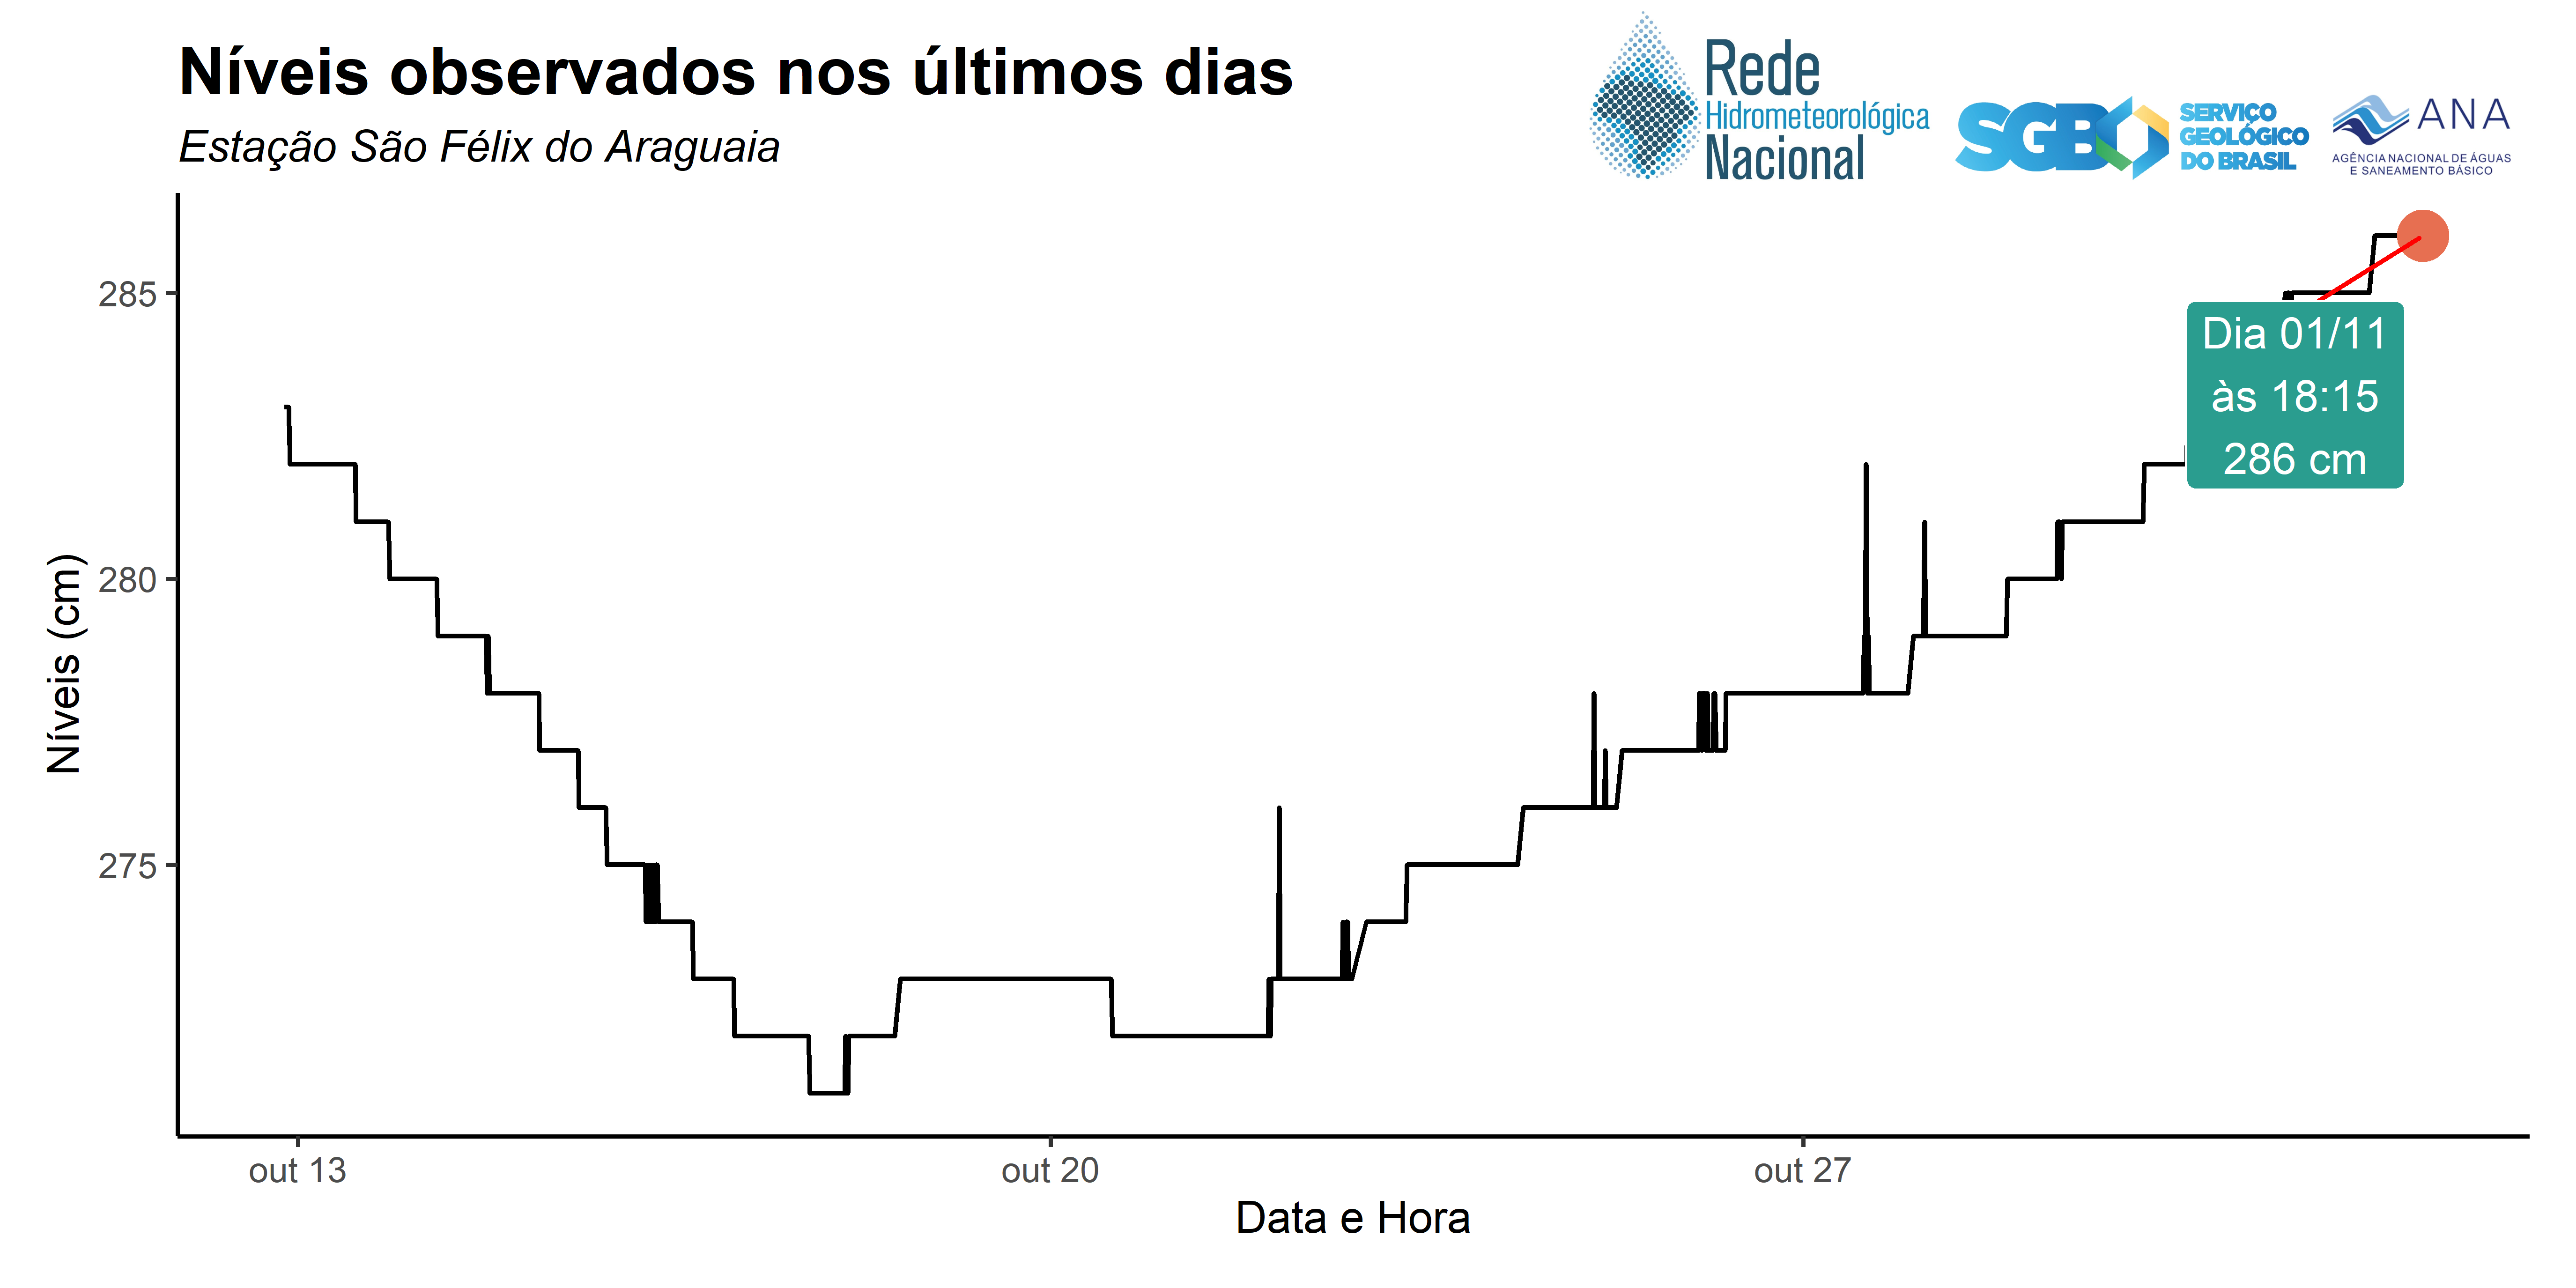 Níveis observados nos últimos dias
Estação São Félix do Araguaia
Rede
Hidrometeorológica
Nacional
SGB
SERVIÇO
GEOLÓGICO
DO BRASIL
ANA
AGÊNCIA NACIONAL DE ÁGUAS
E SANEAMENTO BÁSICO
Níveis (cm)
285
280
275
Dia 01/11
às 18:15
286 cm
out 13
out 20
out 27
Data e Hora